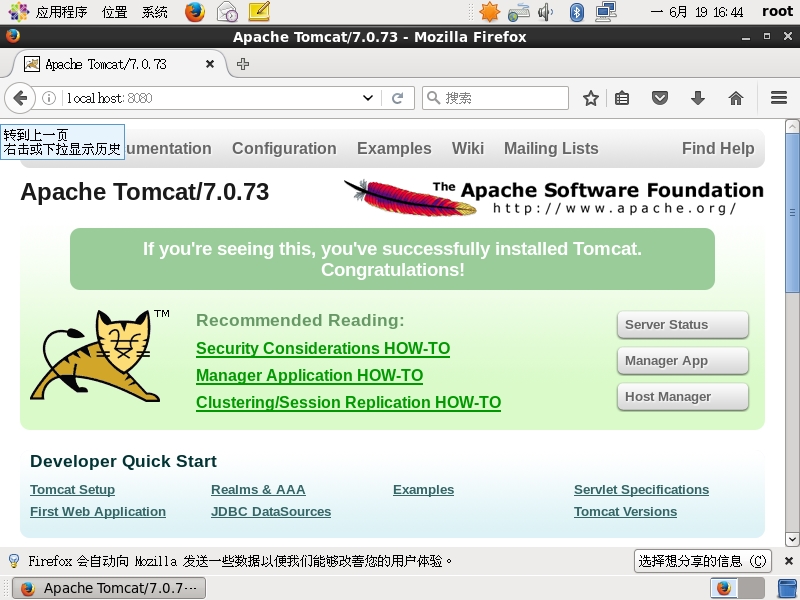 应用程序 位置 系统 一 6月 19 16:44 root
Apache Tomcat/7.0.73 - Mozilla Firefox
Apache Tomcat/7.0.73
localhost:8080 搜索
转到上一页
右击或下拉显示历史
umentation Configuration Examples Wiki Mailing Lists Find Help
Apache Tomcat/7.0.73
The Apache Software Foundation
http://www.apache.org/
If you're seeing this, you've successfully installed Tomcat.
Congratulations!
TM
Recommended Reading:
Security Considerations HOW-TO
Manager Application HOW-TO
Clustering/Session Replication HOW-TO
Server Status
Manager App
Host Manager
Developer Quick Start
Tomcat Setup Realms & AAA Examples Servlet Specifications
First Web Application JDBC DataSources Tomcat Versions
Firefox 会自动向 Mozilla 发送一些数据以便我们能够改善您的用户体验。 选择想分享的信息 (C)
Apache Tomcat/7.0.7…